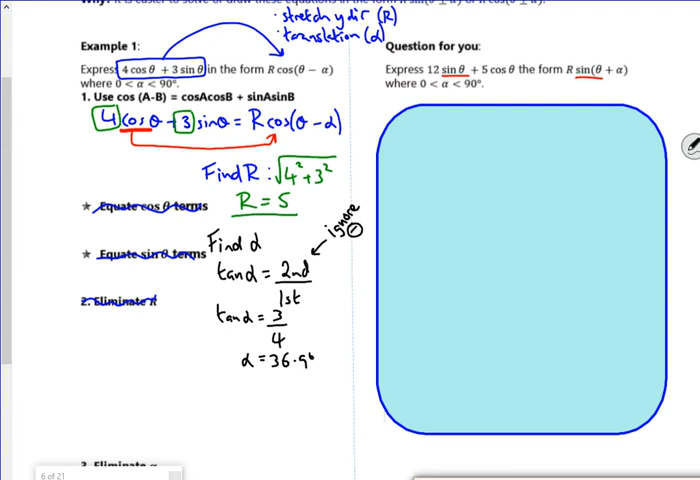 · stretch y dir (R)
· translation (α)
Example 1:
Express 4 cos θ + 3 sin θ in the form R cos(θ − α)
where 0 < α < 90°.
1. Use cos (A-B) = cosAcosB + sinAsinB
4 cos θ + 3 sin θ = R cos(θ − α)
Find R : √4² + 3²
R = 5
★ Equate cos θ terms
★ Equate sin θ terms
2. Eliminate R
Find α
ignore ⊖
tan α = 2nd
1st
tan α = 3
4
α = 36.9°
6 of 21
Question for you:
Express 12 sin θ + 5 cos θ the form R sin(θ + α)
where 0 < α < 90°.